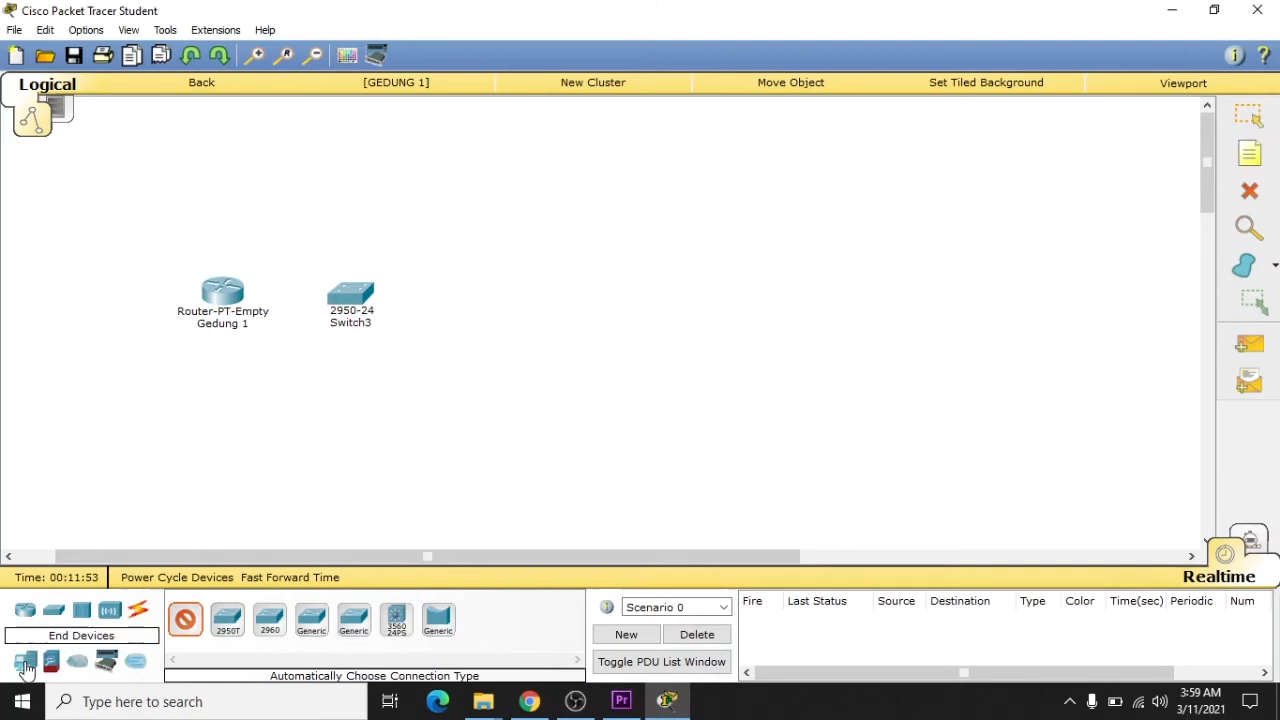 Cisco Packet Tracer Student
File Edit Options View Tools Extensions Help
Logical Back [GEDUNG 1] New Cluster Move Object Set Tiled Background Viewport
Router-PT-Empty
Gedung 1
2950-24
Switch3
Time: 00:11:53 Power Cycle Devices Fast Forward Time Realtime
End Devices
2950T 2960 Generic Generic 3560 24PS Generic
Automatically Choose Connection Type
Scenario 0
New Delete
Toggle PDU List Window
Fire Last Status Source Destination Type Color Time(sec) Periodic Num
Type here to search
Pr
3:59 AM
3/11/2021